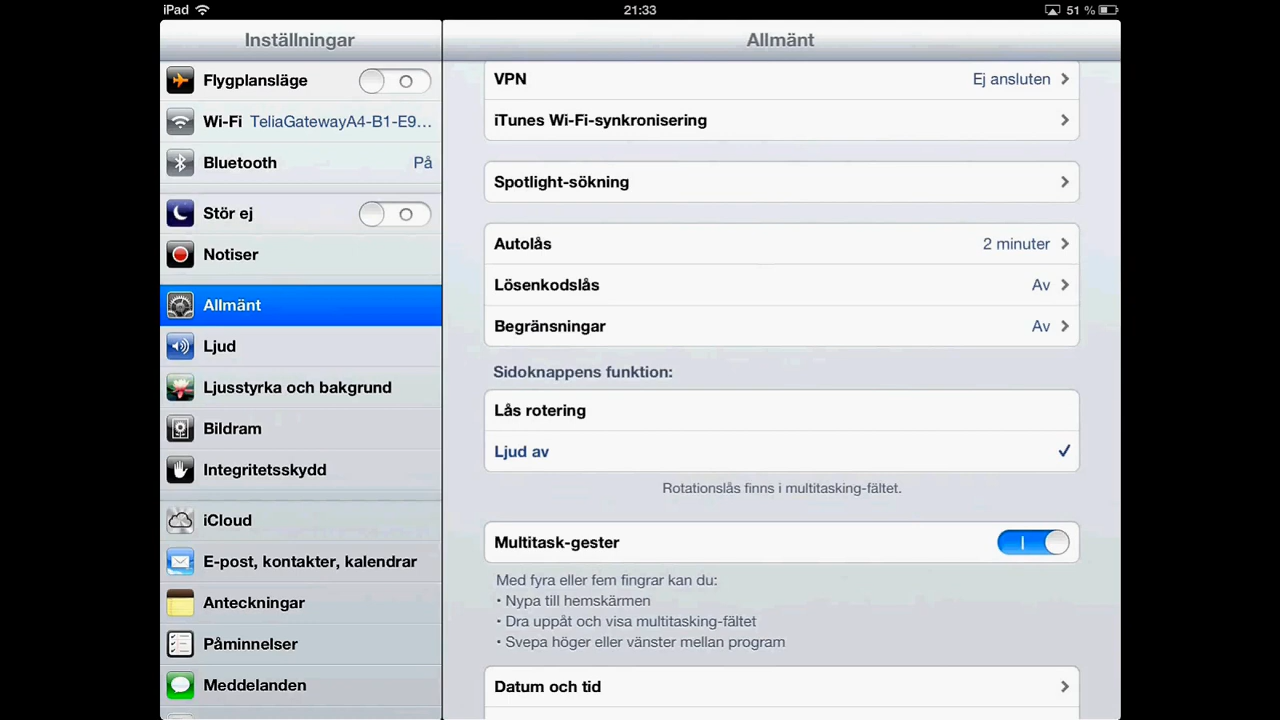 iPad
21:33
51 %
Inställningar
Flygplansläge
Wi-Fi TeliaGatewayA4-B1-E9...
Bluetooth På
Stör ej
Notiser
Allmänt
Ljud
Ljusstyrka och bakgrund
Bildram
Integritetsskydd
iCloud
E-post, kontakter, kalendrar
Anteckningar
Påminnelser
Meddelanden
Allmänt
VPN Ej ansluten
iTunes Wi-Fi-synkronisering
Spotlight-sökning
Autolås 2 minuter
Lösenkodslås Av
Begränsningar Av
Sidoknappens funktion:
Lås rotering
Ljud av
Rotationslås finns i multitasking-fältet.
Multitask-gester
Med fyra eller fem fingrar kan du:
• Nypa till hemskärmen
• Dra uppåt och visa multitasking-fältet
• Svepa höger eller vänster mellan program
Datum och tid